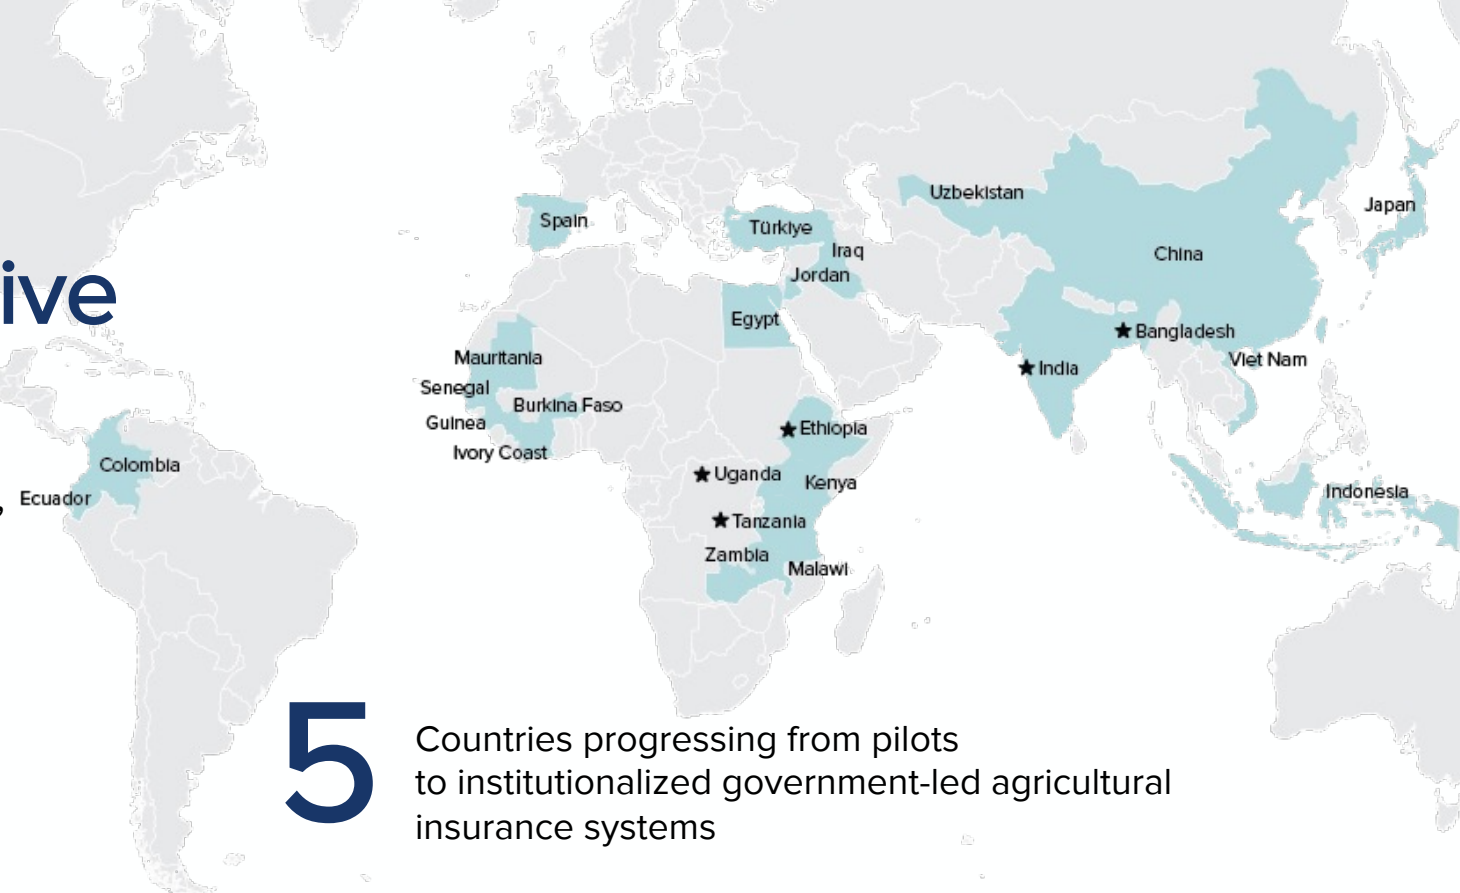 Uzbekistan
Japan
Spain
Türkiye
Iraq
China
ive
Jordan
Egypt
★ Bangladesh
Mauritania
Viet Nam
★ India
Senegal
Burkina Faso
Guinea
★ Ethiopia
Ivory Coast
Colombia
★ Uganda
Kenya
, Ecuador
Indonesia
★ Tanzania
Zambia
Malawi
5
Countries progressing from pilots
to institutionalized government-led agricultural
insurance systems